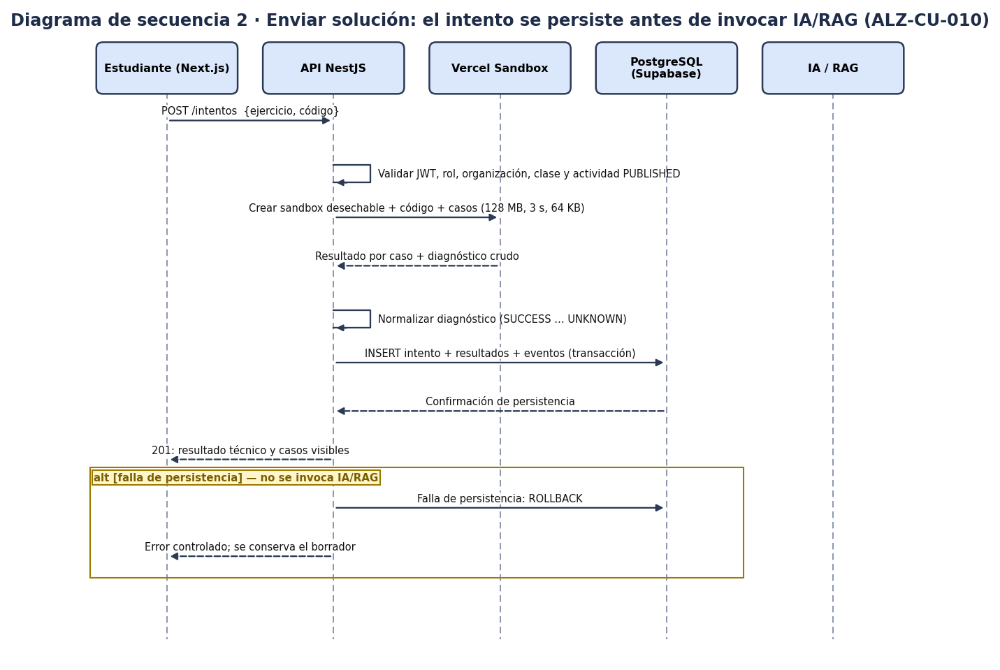 Diagrama de secuencia 2 · Enviar solución: el intento se persiste antes de invocar IA/RAG (ALZ-CU-010)
Estudiante (Next.js)
API NestJS
Vercel Sandbox
PostgreSQL
(Supabase)
IA / RAG
POST /intentos  {ejercicio, código}
Validar JWT, rol, organización, clase y actividad PUBLISHED
Crear sandbox desechable + código + casos (128 MB, 3 s, 64 KB)
Resultado por caso + diagnóstico crudo
Normalizar diagnóstico (SUCCESS ... UNKNOWN)
INSERT intento + resultados + eventos (transacción)
Confirmación de persistencia
201: resultado técnico y casos visibles
alt [falla de persistencia] — no se invoca IA/RAG
Falla de persistencia: ROLLBACK
Error controlado; se conserva el borrador